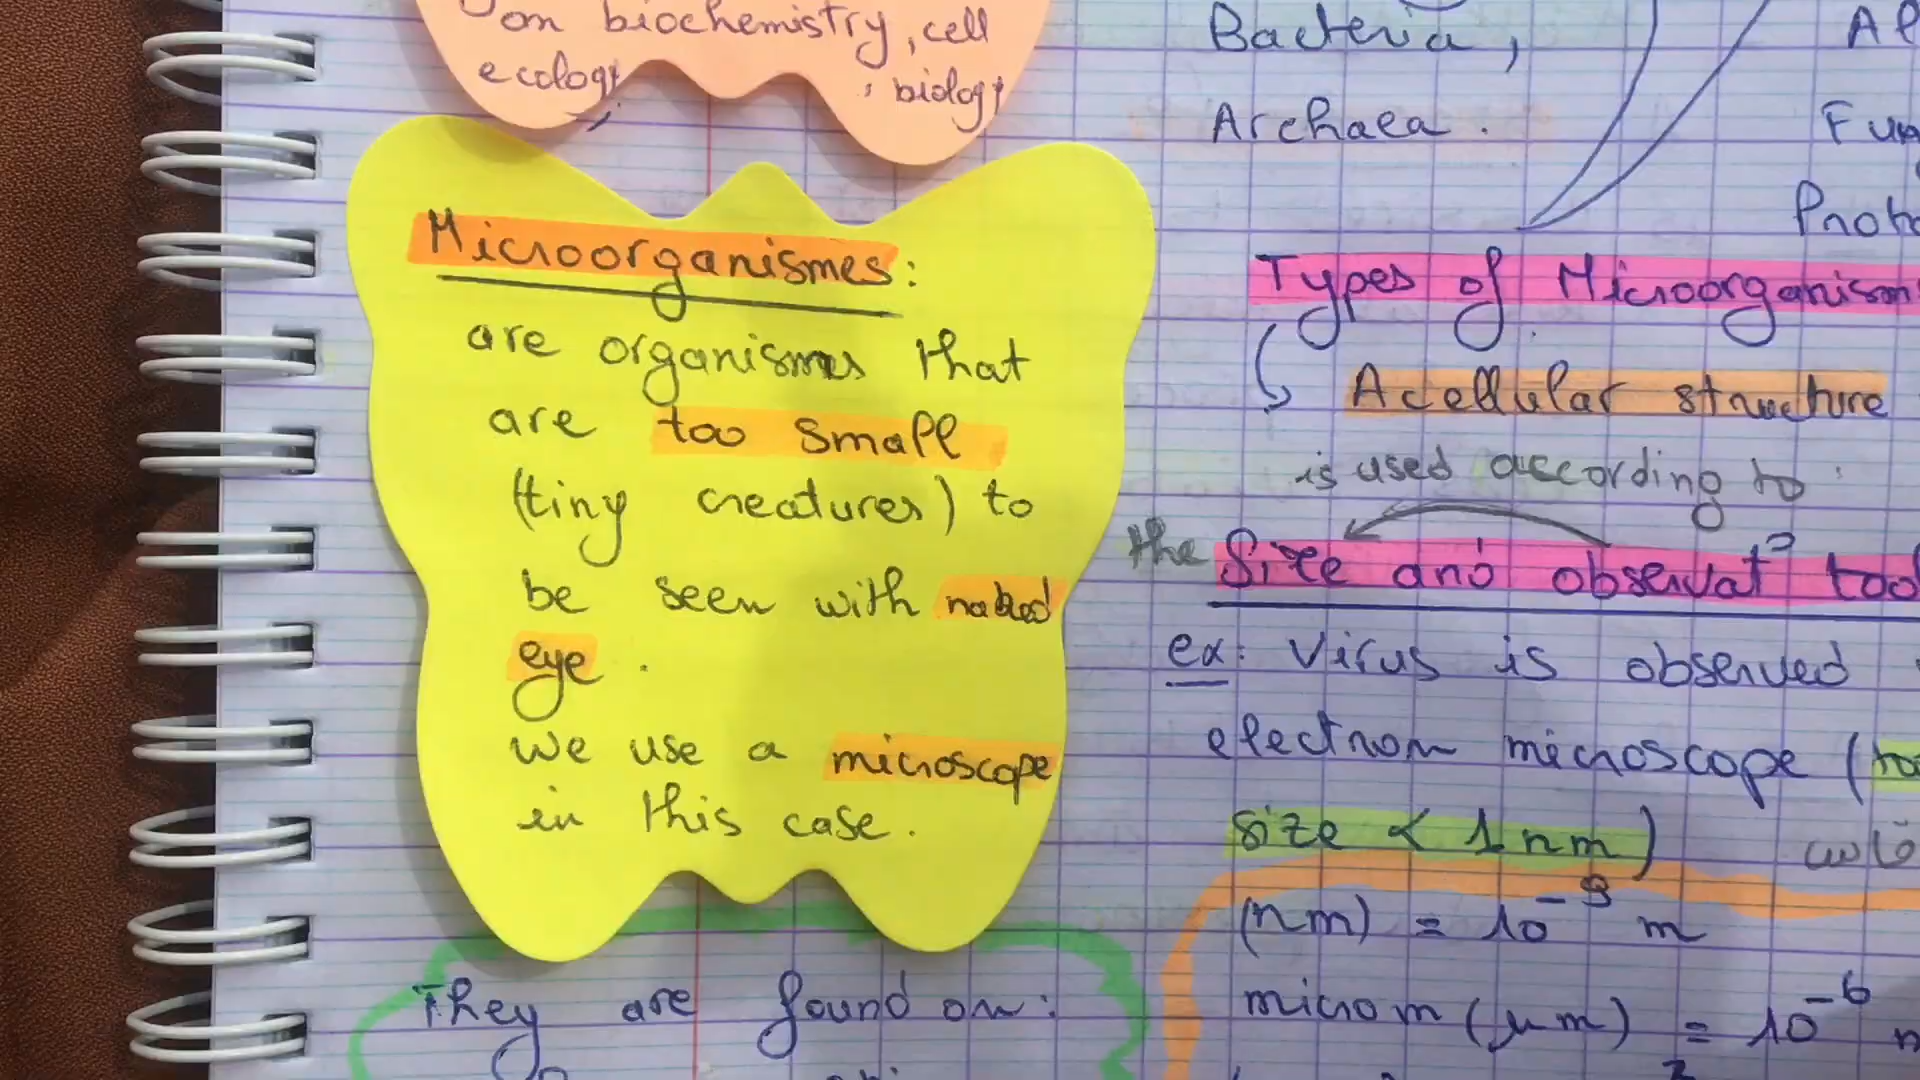 on biochemistry, cell
ecology, biology
Microorganismes:
are organismes that
are too small
(tiny creatures) to
be seen with naked
eye.
we use a microscope
in this case.
They are found on:
Bacteria,
Archaea.
Types of Microorganism
Acellular structure
is used according to:
the Size and observat°
ex: Virus is observed
electron microscope (
size < 1 nm)
(nm) = 10⁻⁹ m
microm (μm) = 10⁻⁶